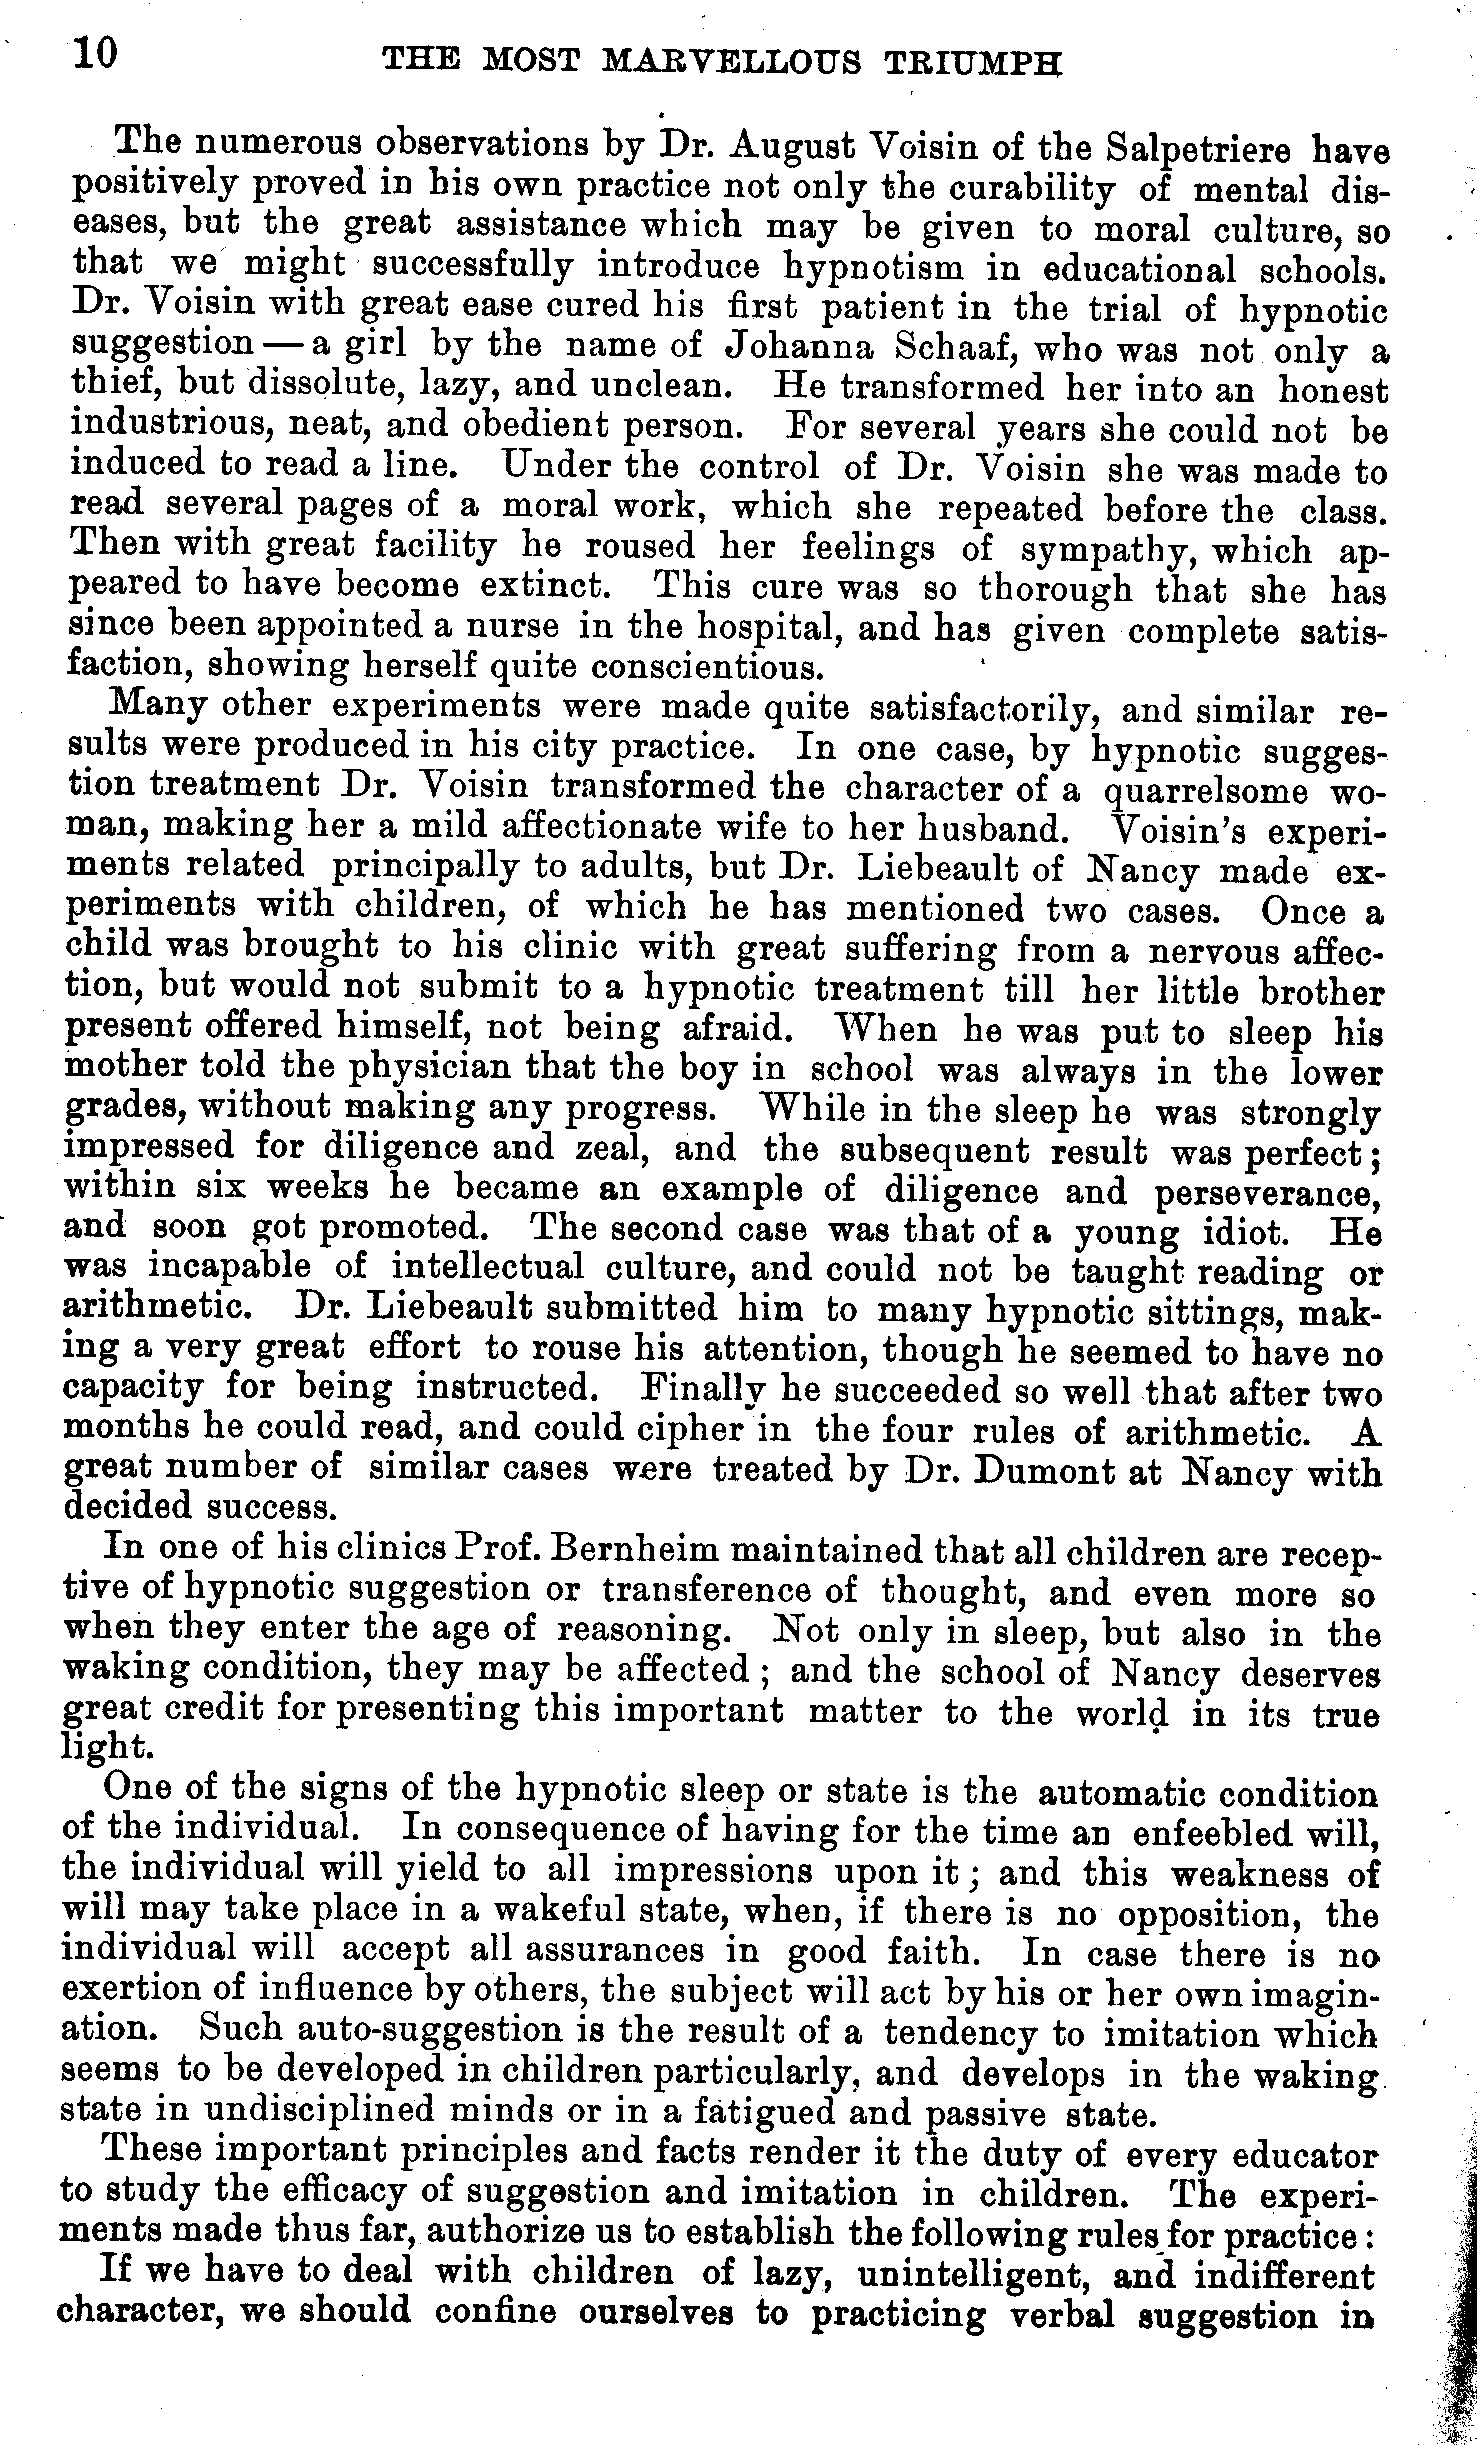 10 THE MOST MARVELLOUS TRIUMPH
The numerous observations by Dr. August Voisin of the Salpetriere have
positively proved in his own practice not only the curability of mental dis-
eases, but the great assistance which may be given to moral culture, so
that we might successfully introduce hypnotism in educational schools.
Dr. Voisin with great ease cured his first patient in the trial of hypnotic
suggestion — a girl by the name of Johanna Schaaf, who was not only a
thief, but dissolute, lazy, and unclean. He transformed her into an honest
industrious, neat, and obedient person. For several years she could not be
induced to read a line. Under the control of Dr. Voisin she was made to
read several pages of a moral work, which she repeated before the class.
Then with great facility he roused her feelings of sympathy, which ap-
peared to have become extinct. This cure was so thorough that she has
since been appointed a nurse in the hospital, and has given complete satis-
faction, showing herself quite conscientious.
Many other experiments were made quite satisfactorily, and similar re-
sults were produced in his city practice. In one case, by hypnotic sugges-
tion treatment Dr. Voisin transformed the character of a quarrelsome wo-
man, making her a mild affectionate wife to her husband. Voisin's experi-
ments related principally to adults, but Dr. Liebeault of Nancy made ex-
periments with children, of which he has mentioned two cases. Once a
child was brought to his clinic with great suffering from a nervous affec-
tion, but would not submit to a hypnotic treatment till her little brother
present offered himself, not being afraid. When he was put to sleep his
mother told the physician that the boy in school was always in the lower
grades, without making any progress. While in the sleep he was strongly
impressed for diligence and zeal, and the subsequent result was perfect;
within six weeks he became an example of diligence and perseverance,
and soon got promoted. The second case was that of a young idiot. He
was incapable of intellectual culture, and could not be taught reading or
arithmetic. Dr. Liebeault submitted him to many hypnotic sittings, mak-
ing a very great effort to rouse his attention, though he seemed to have no
capacity for being instructed. Finally he succeeded so well that after two
months he could read, and could cipher in the four rules of arithmetic. A
great number of similar cases were treated by Dr. Dumont at Nancy with
decided success.
In one of his clinics Prof. Bernheim maintained that all children are recep-
tive of hypnotic suggestion or transference of thought, and even more so
when they enter the age of reasoning. Not only in sleep, but also in the
waking condition, they may be affected; and the school of Nancy deserves
great credit for presenting this important matter to the world in its true
light.
One of the signs of the hypnotic sleep or state is the automatic condition
of the individual. In consequence of having for the time an enfeebled will,
the individual will yield to all impressions upon it; and this weakness of
will may take place in a wakeful state, when, if there is no opposition, the
individual will accept all assurances in good faith. In case there is no
exertion of influence by others, the subject will act by his or her own imagin-
ation. Such auto-suggestion is the result of a tendency to imitation which
seems to be developed in children particularly, and develops in the waking
state in undisciplined minds or in a fatigued and passive state.
These important principles and facts render it the duty of every educator
to study the efficacy of suggestion and imitation in children. The experi-
ments made thus far, authorize us to establish the following rules for practice:
If we have to deal with children of lazy, unintelligent, and indifferent
character, we should confine ourselves to practicing verbal suggestion in